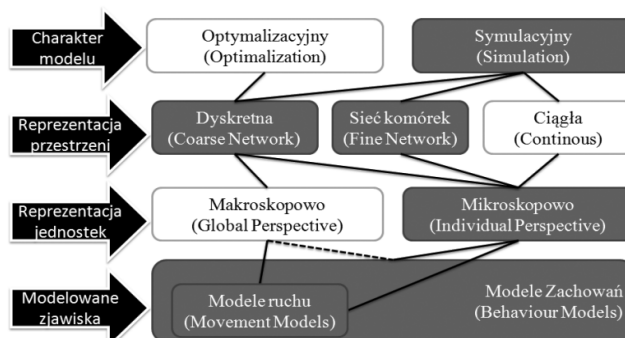 Charakter
modelu
Optymalizacyjny
(Optimalization)
Symulacyjny
(Simulation)
Reprezentacja
przestrzeni
Dyskretna
(Coarse Network)
Sieć komórek
(Fine Network)
Ciągła
(Continous)
Reprezentacja
jednostek
Makroskopowo
(Global Perspective)
Mikroskopowo
(Individual Perspective)
Modelowane
zjawiska
Modele ruchu
(Movement Models)
Modele Zachowań
(Behaviour Models)